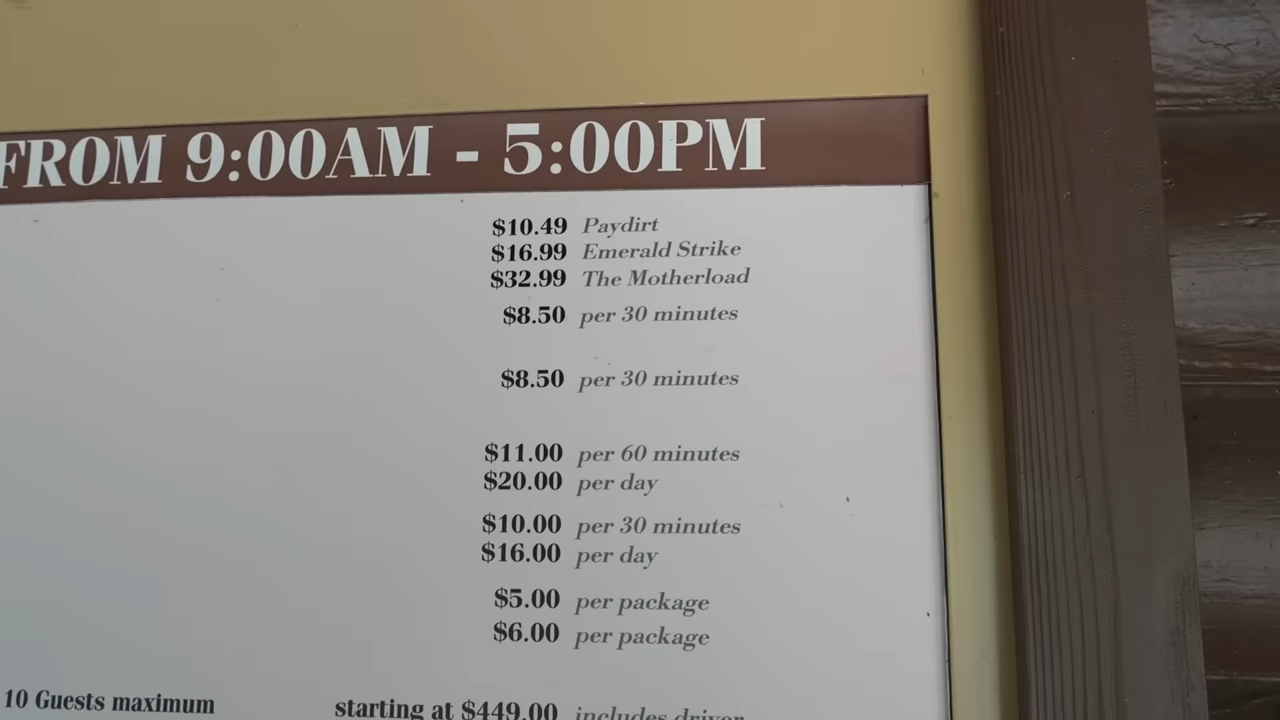 FROM 9:00AM - 5:00PM
$10.49 Paydirt
$16.99 Emerald Strike
$32.99 The Motherload
$8.50 per 30 minutes
$8.50 per 30 minutes
$11.00 per 60 minutes
$20.00 per day
$10.00 per 30 minutes
$16.00 per day
$5.00 per package
$6.00 per package
10 Guests maximum starting at $449.00 includes driver